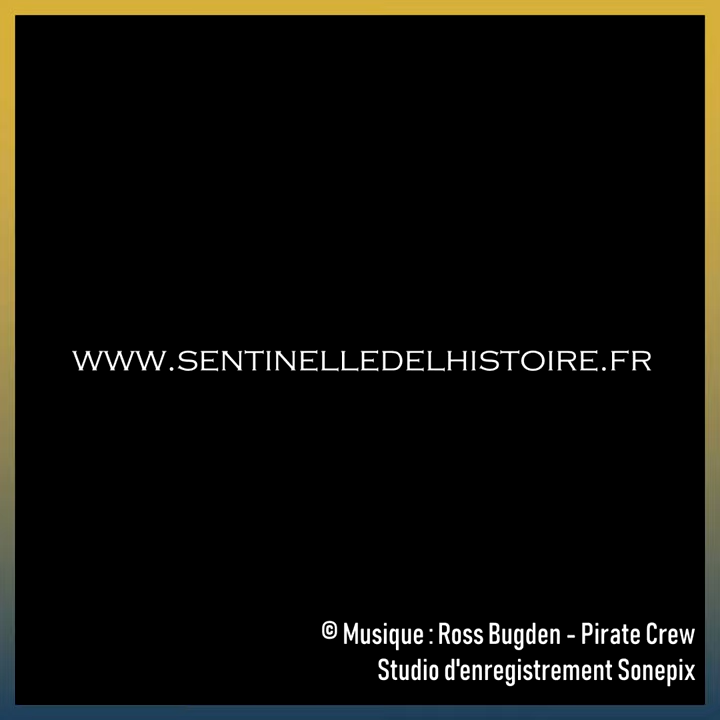 WWW.SENTINELLEDELHISTOIRE.FR
© Musique : Ross Bugden - Pirate Crew
Studio d'enregistrement Sonepix